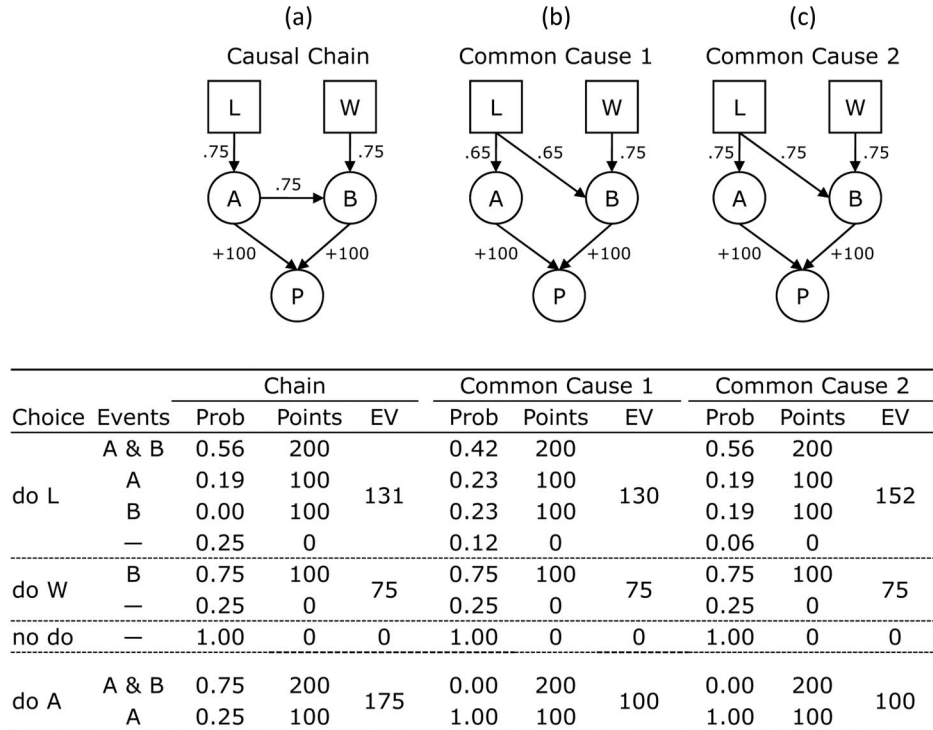 (a) (b) (c)
Causal Chain Common Cause 1 Common Cause 2
L W L W L W
.75 .75 .65 .65 .75 .75 .75 .75
.75
A B A B A B
+100 +100 +100 +100 +100 +100
P P P
Chain Common Cause 1 Common Cause 2
Choice Events Prob Points EV Prob Points EV Prob Points EV
A & B 0.56 200 0.42 200 0.56 200
A 0.19 100 0.23 100 0.19 100
do L 131 130 152
B 0.00 100 0.23 100 0.19 100
— 0.25 0 0.12 0 0.06 0
B 0.75 100 0.75 100 0.75 100
do W 75 75 75
— 0.25 0 0.25 0 0.25 0
no do — 1.00 0 0 1.00 0 0 1.00 0 0
A & B 0.75 200 0.00 200 0.00 200
do A 175 100 100
A 0.25 100 1.00 100 1.00 100